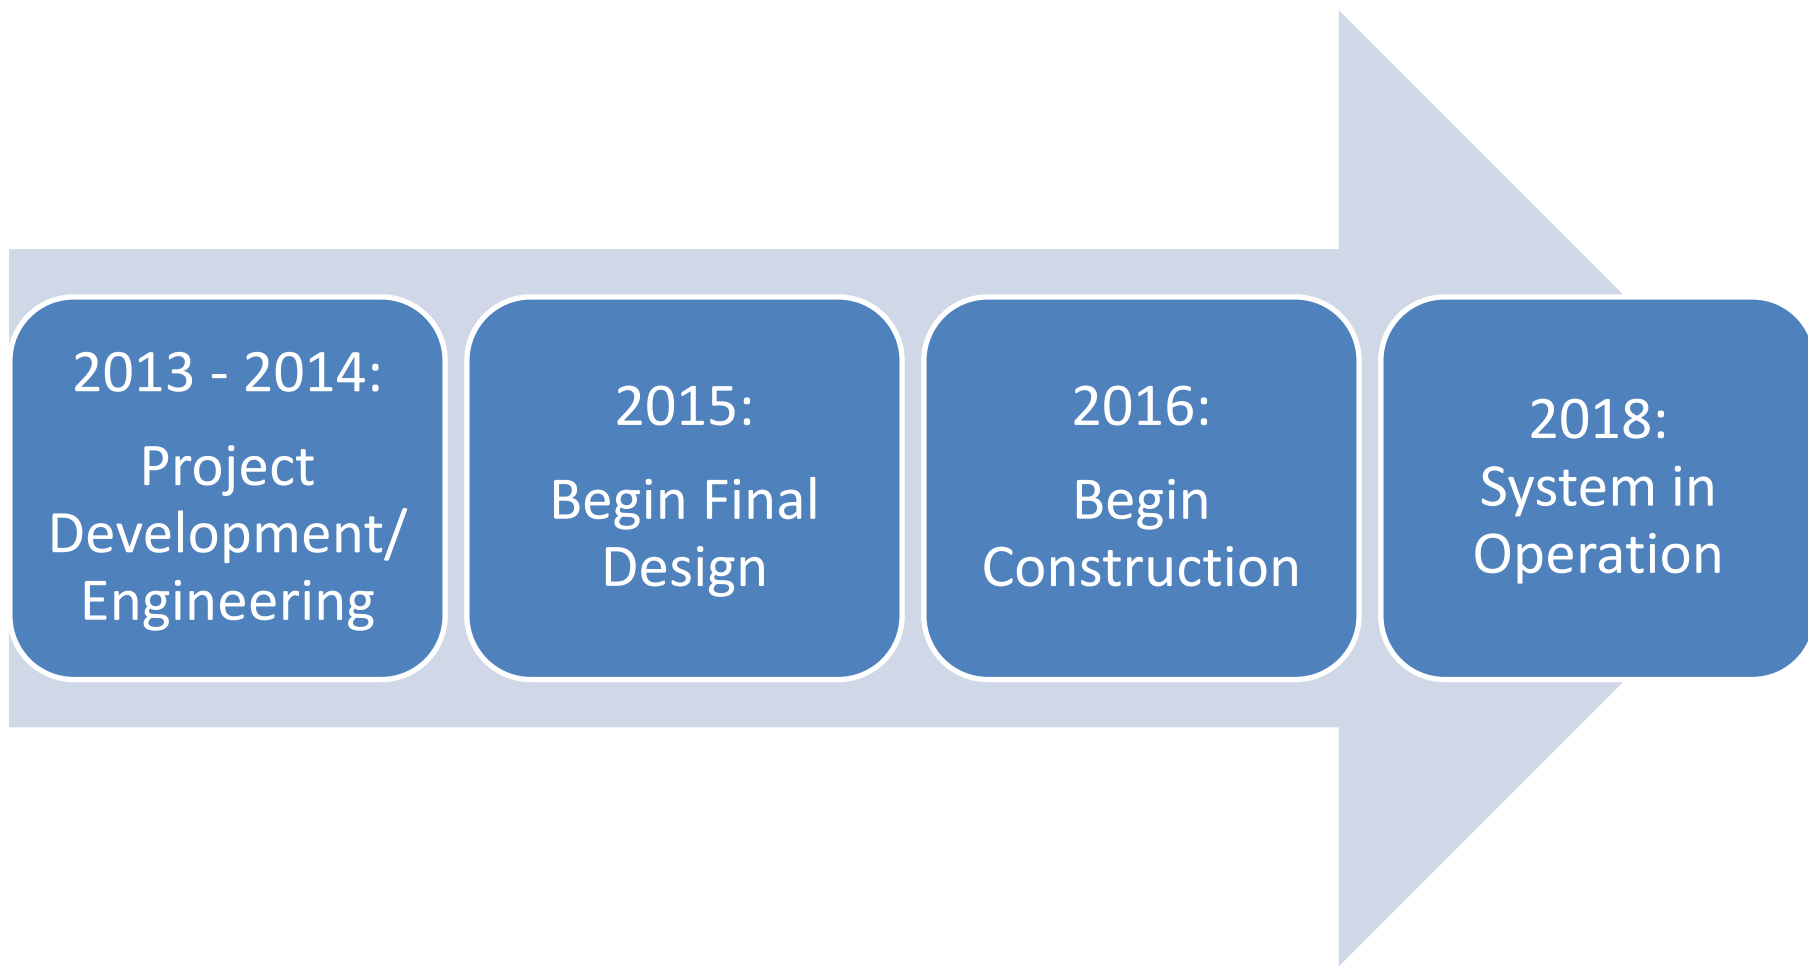 2013 - 2014:
Project
Development/
Engineering
2015:
Begin Final
Design
2016:
Begin
Construction
2018:
System in
Operation